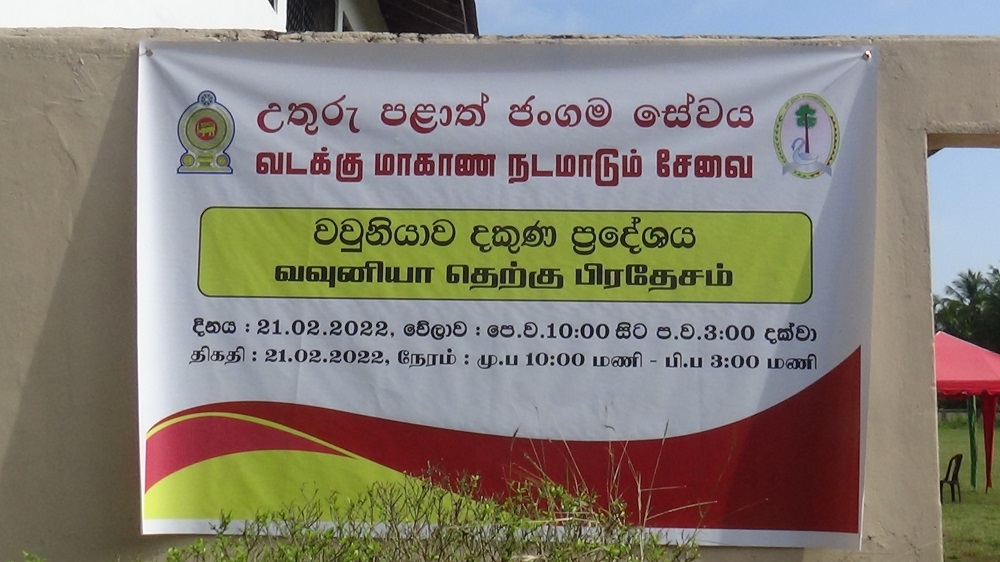 උතුරු පළාත් ජංගම සේවය
வடக்கு மாகாண நடமாடும் சேவை
වවුනියාව දකුණ ප්‍රදේශය
வவுனியா தெற்கு பிரதேசம்
දිනය : 21.02.2022, වේලාව : පෙ.ව.10:00 සිට ප.ව.3:00 දක්වා
திகதி : 21.02.2022, நேரம் : மு.ப 10:00 மணி - பி.ப 3:00 மணி